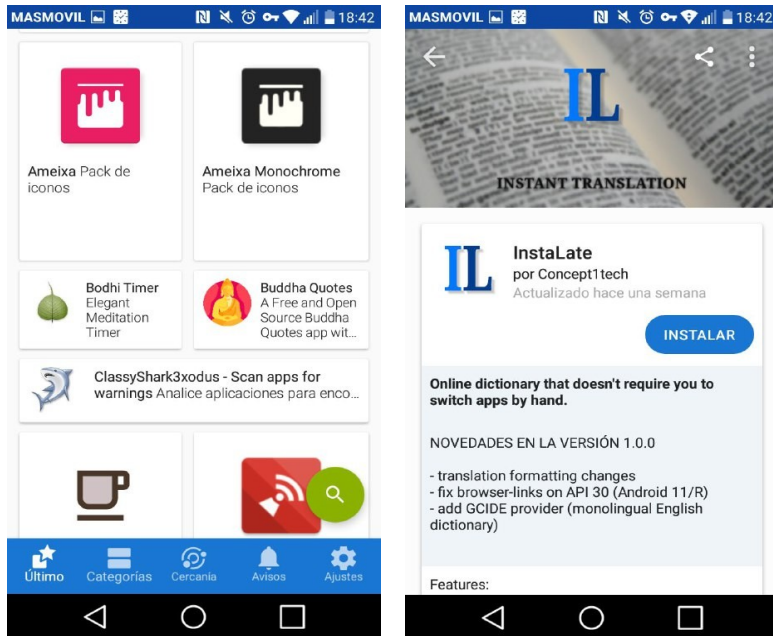 MASMOVIL 18:42
Ameixa Pack de
iconos
Ameixa Monochrome
Pack de iconos
Bodhi Timer
Elegant
Meditation
Timer
Buddha Quotes
A Free and Open
Source Buddha
Quotes app wit...
ClassyShark3xodus - Scan apps for
warnings Analice aplicaciones para enco...
Último Categorías Cercanía Avisos Ajustes
MASMOVIL 18:42
IL
INSTANT TRANSLATION
IL
InstaLate
por Concept1tech
Actualizado hace una semana
INSTALAR
Online dictionary that doesn't require you to
switch apps by hand.
NOVEDADES EN LA VERSIÓN 1.0.0
- translation formatting changes
- fix browser-links on API 30 (Android 11/R)
- add GCIDE provider (monolingual English
dictionary)
Features: